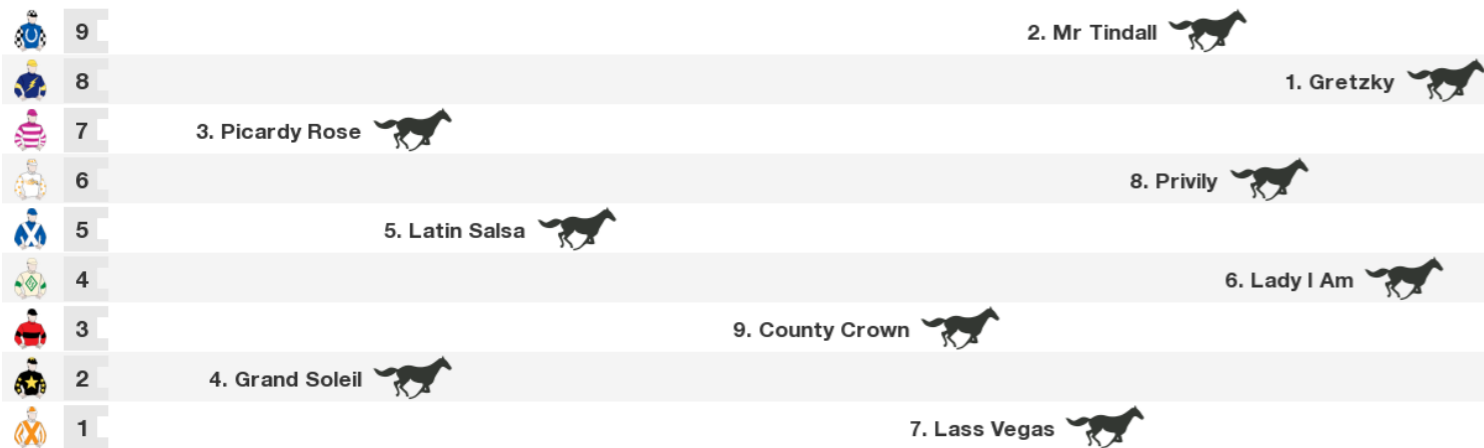 9 2. Mr Tindall
8 1. Gretzky
7 3. Picardy Rose
6 8. Privily
5 5. Latin Salsa
4 6. Lady I Am
3 9. County Crown
2 4. Grand Soleil
1 7. Lass Vegas